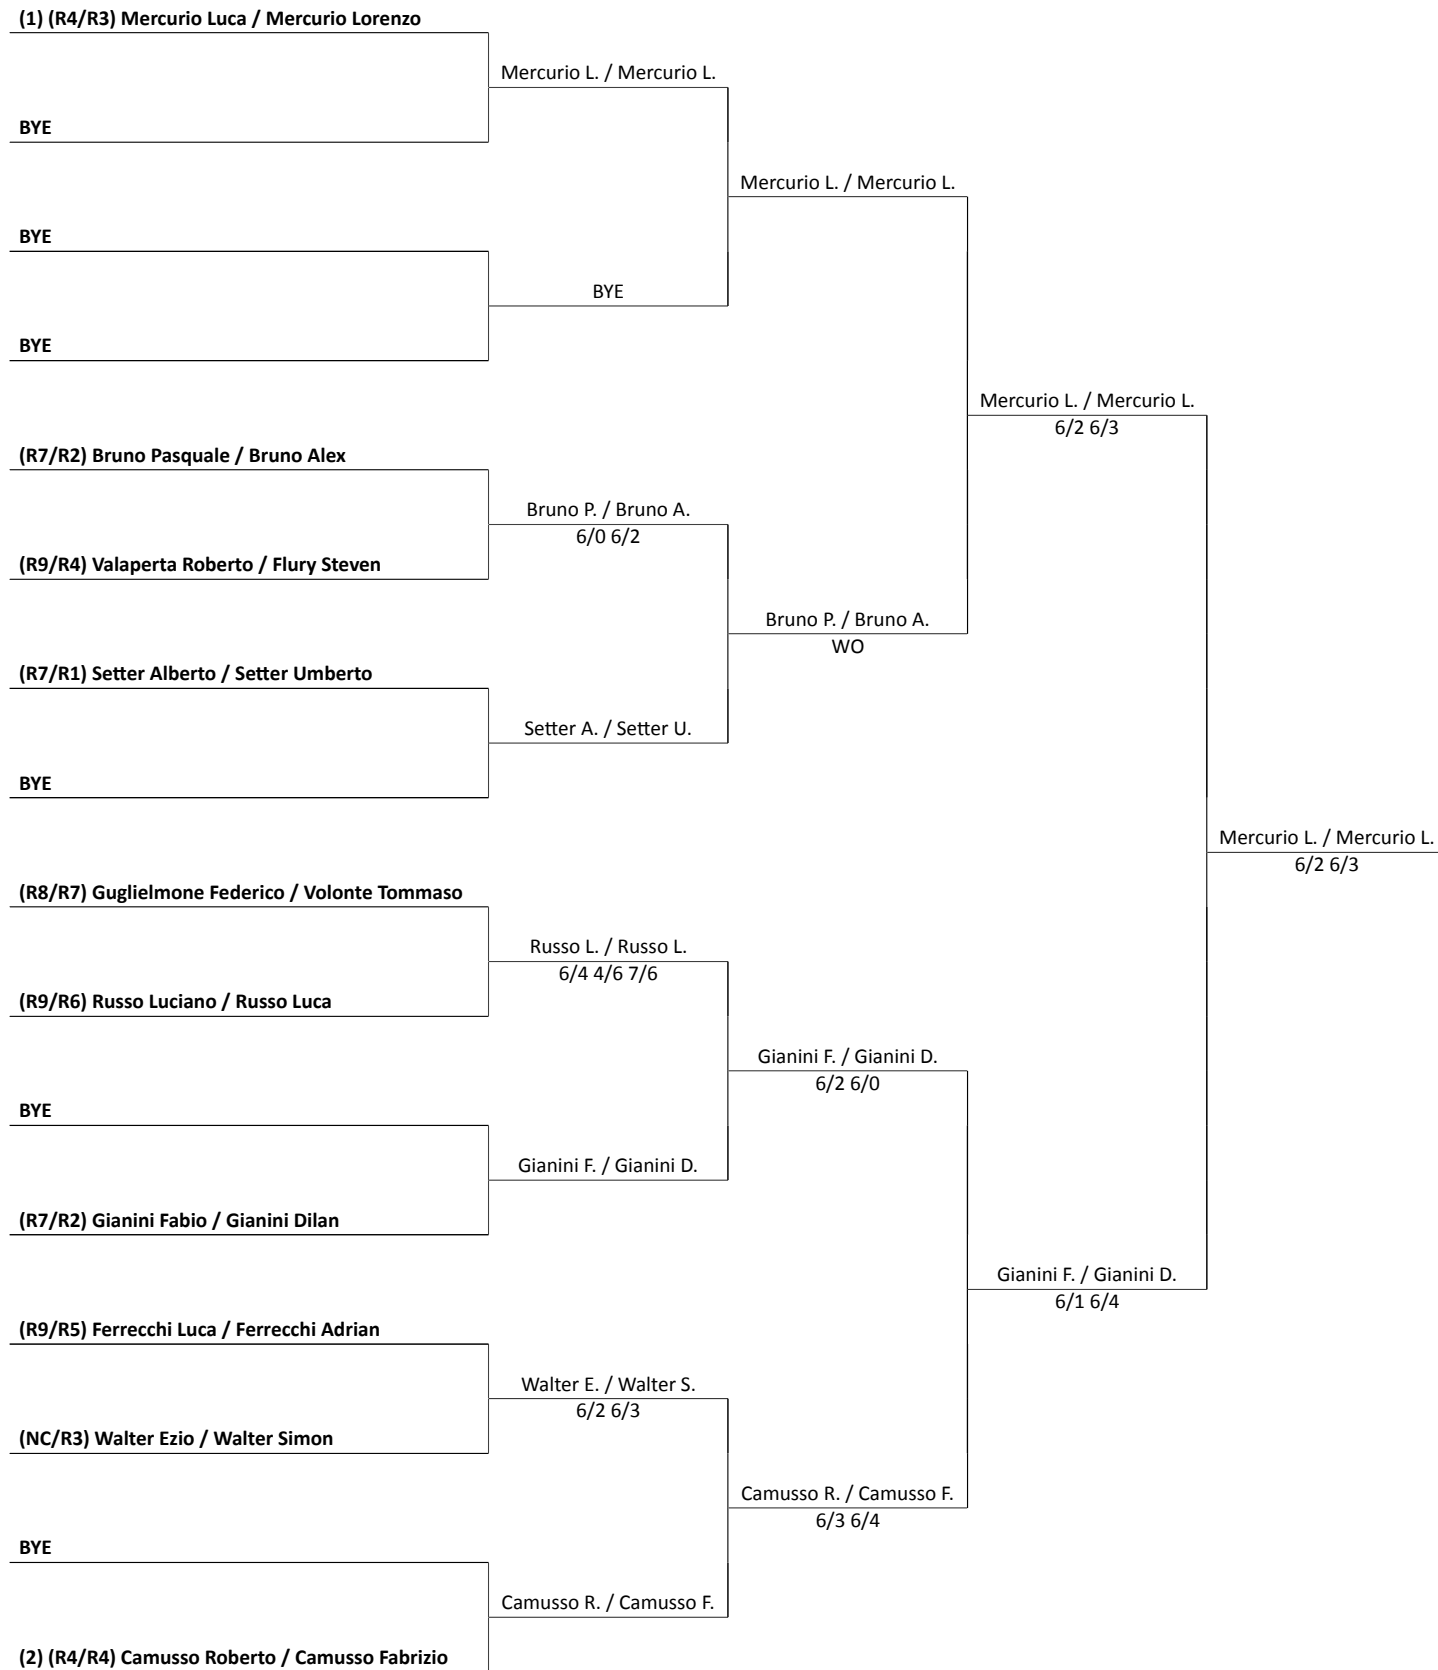 (1) (R4/R3) Mercurio Luca / Mercurio Lorenzo
Mercurio L. / Mercurio L.
BYE
Mercurio L. / Mercurio L.
BYE
BYE
BYE
Mercurio L. / Mercurio L.
6/2 6/3
(R7/R2) Bruno Pasquale / Bruno Alex
Bruno P. / Bruno A.
6/0 6/2
(R9/R4) Valaperta Roberto / Flury Steven
Bruno P. / Bruno A.
WO
(R7/R1) Setter Alberto / Setter Umberto
Setter A. / Setter U.
BYE
Mercurio L. / Mercurio L.
6/2 6/3
(R8/R7) Guglielmone Federico / Volonte Tommaso
Russo L. / Russo L.
6/4 4/6 7/6
(R9/R6) Russo Luciano / Russo Luca
Gianini F. / Gianini D.
6/2 6/0
BYE
Gianini F. / Gianini D.
(R7/R2) Gianini Fabio / Gianini Dilan
Gianini F. / Gianini D.
6/1 6/4
(R9/R5) Ferrecchi Luca / Ferrecchi Adrian
Walter E. / Walter S.
6/2 6/3
(NC/R3) Walter Ezio / Walter Simon
Camusso R. / Camusso F.
6/3 6/4
BYE
Camusso R. / Camusso F.
(2) (R4/R4) Camusso Roberto / Camusso Fabrizio